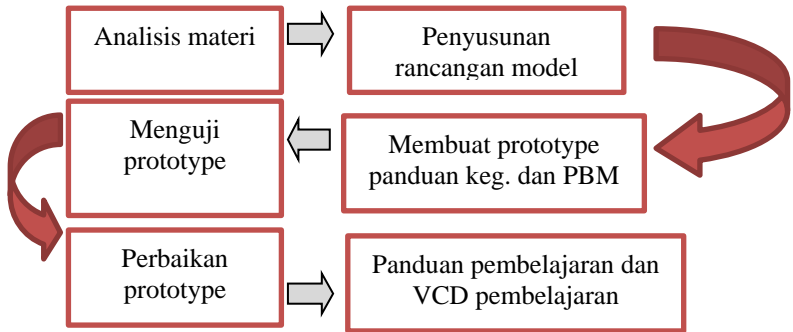 Analisis materi
Penyusunan
rancangan model
Membuat prototype
panduan keg. dan PBM
Menguji
prototype
Perbaikan
prototype
Panduan pembelajaran dan
VCD pembelajaran